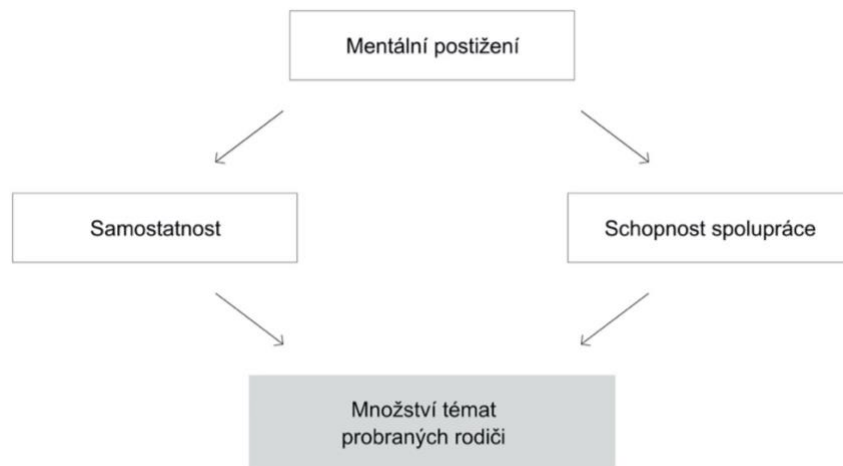 Mentální postižení
Samostatnost
Schopnost spolupráce
Množství témat
probraných rodiči